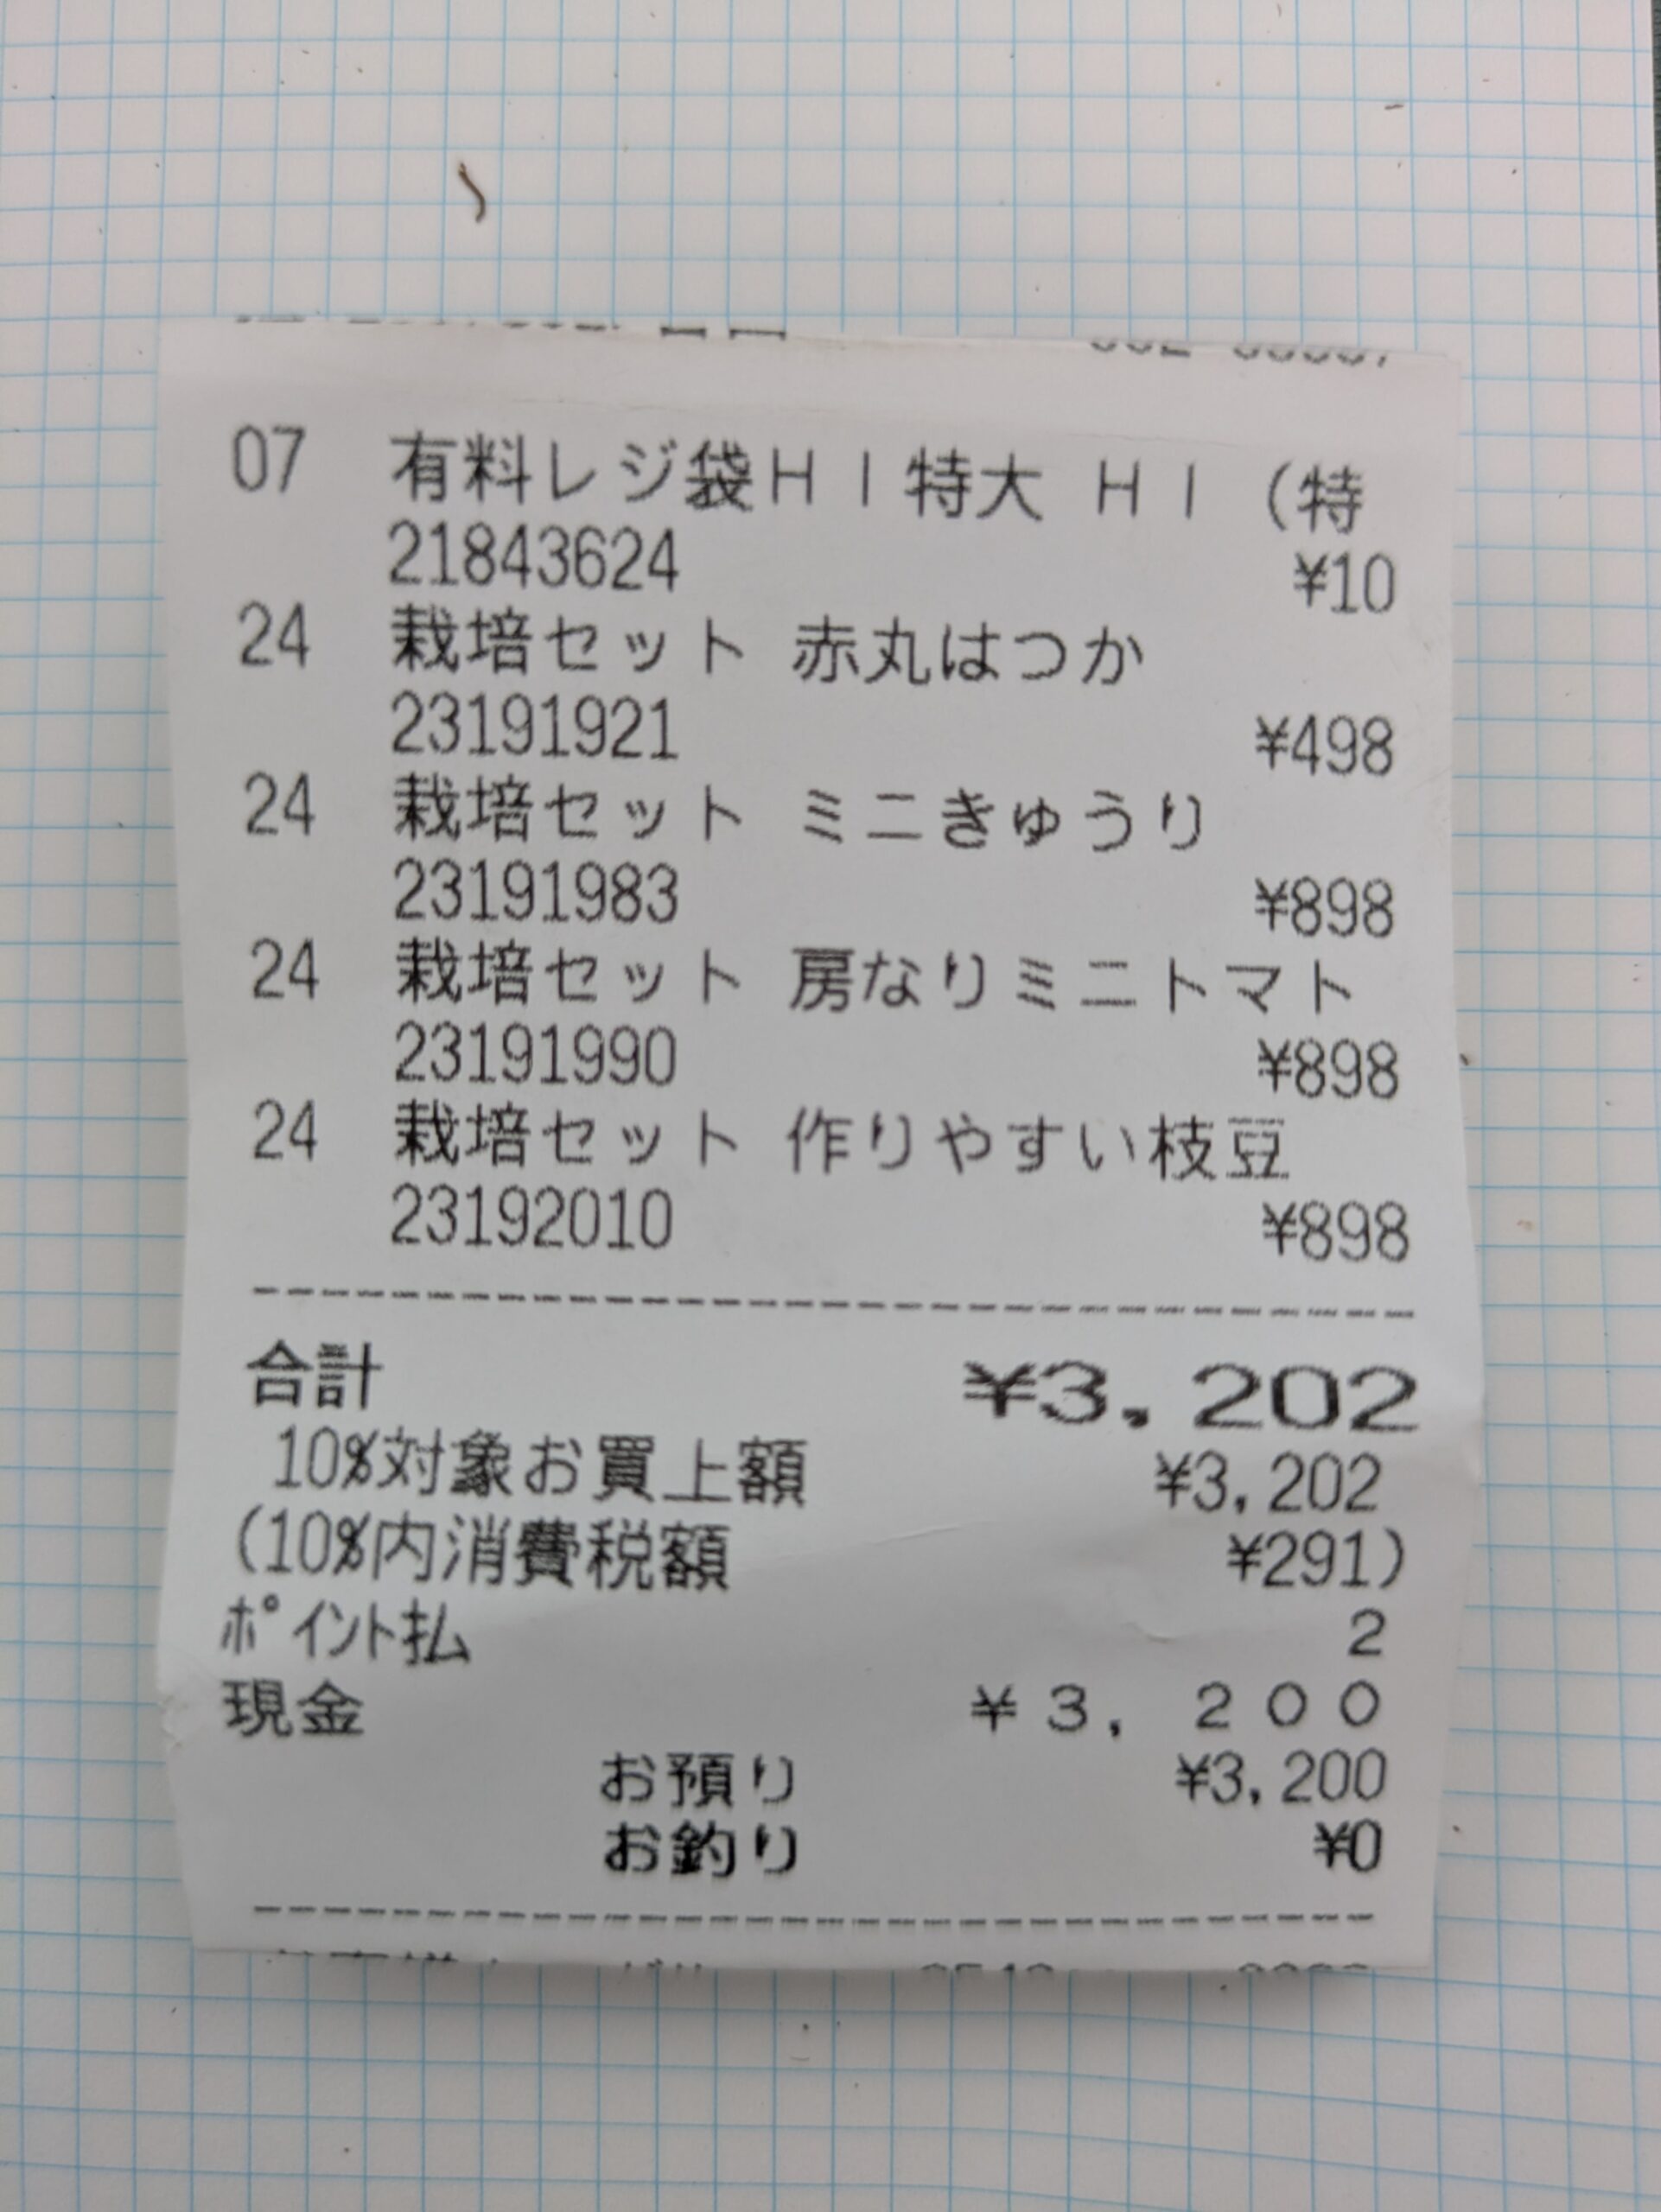 07 有料レジ袋HI特大 HI (特
21843624 ¥10
24 栽培セット 赤丸はつか
23191921 ¥498
24 栽培セット ミニきゅうり
23191983 ¥898
24 栽培セット 房なりミニトマト
23191990 ¥898
24 栽培セット 作りやすい枝豆
23192010 ¥898
合計 ¥3,202
10%対象お買上額 ¥3,202
(10%内消費税額 ¥291)
ポイント払 2
現金 ¥3,200
お預り ¥3,200
お釣り ¥0